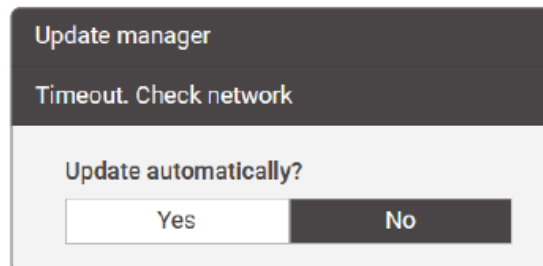 Update manager
Timeout. Check network
Update automatically?
Yes No